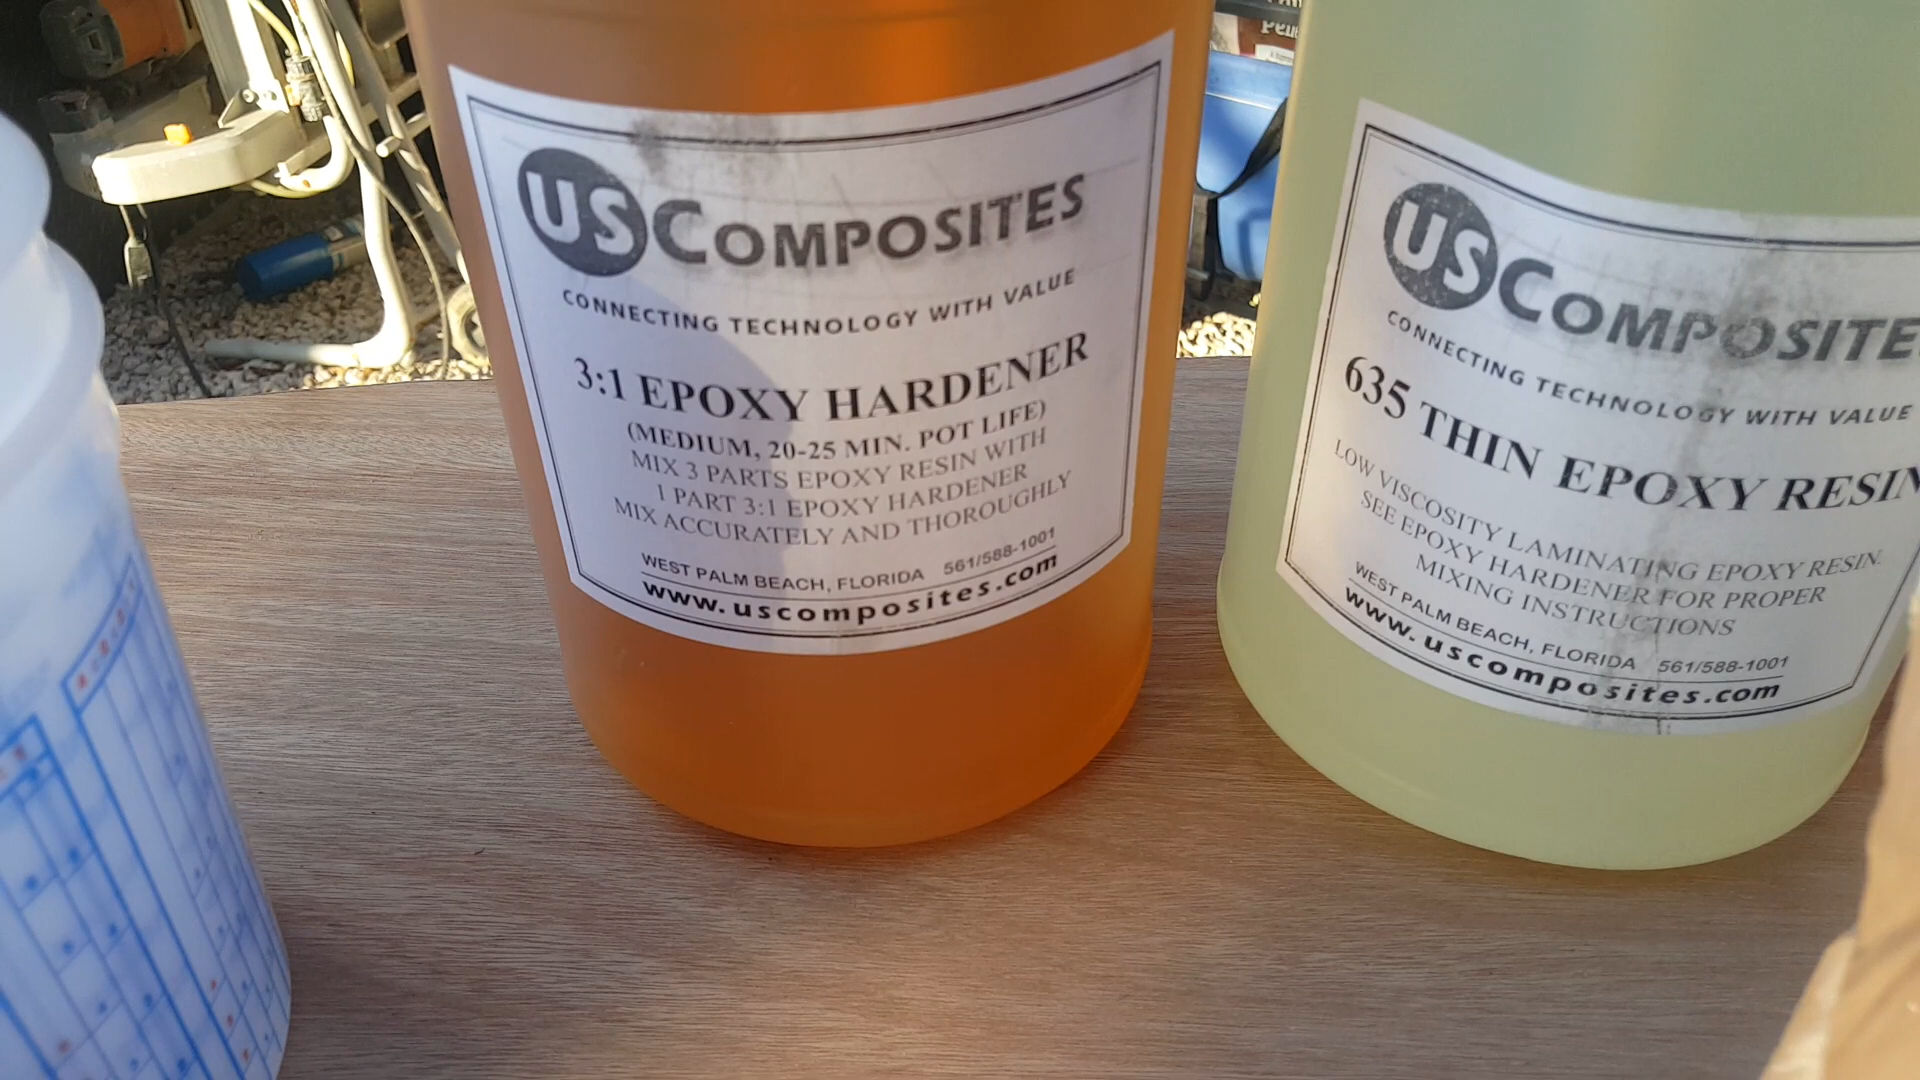 US COMPOSITES
CONNECTING TECHNOLOGY WITH VALUE
3:1 EPOXY HARDENER
(MEDIUM, 20-25 MIN. POT LIFE)
MIX 3 PARTS EPOXY RESIN WITH
1 PART 3:1 EPOXY HARDENER
MIX ACCURATELY AND THOROUGHLY
WEST PALM BEACH, FLORIDA 561/588-1001
www.uscomposites.com
US COMPOSITE
CONNECTING TECHNOLOGY WITH VALUE
635 THIN EPOXY RESIN
LOW VISCOSITY LAMINATING EPOXY RESIN.
SEE EPOXY HARDENER FOR PROPER
MIXING INSTRUCTIONS
WEST PALM BEACH, FLORIDA 561/588-1001
www.uscomposites.com